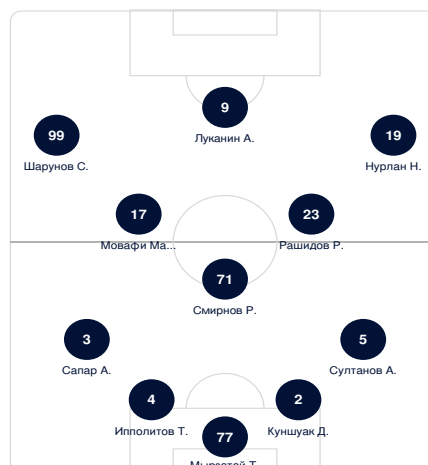 9
Луканин А.
99
Шарунов С.
19
Нурлан Н.
17
Мовафи Ма...
23
Рашидов Р.
71
Смирнов Р.
3
Сапар А.
5
Султанов А.
4
Ипполитов Т.
2
Куншуак Д.
77